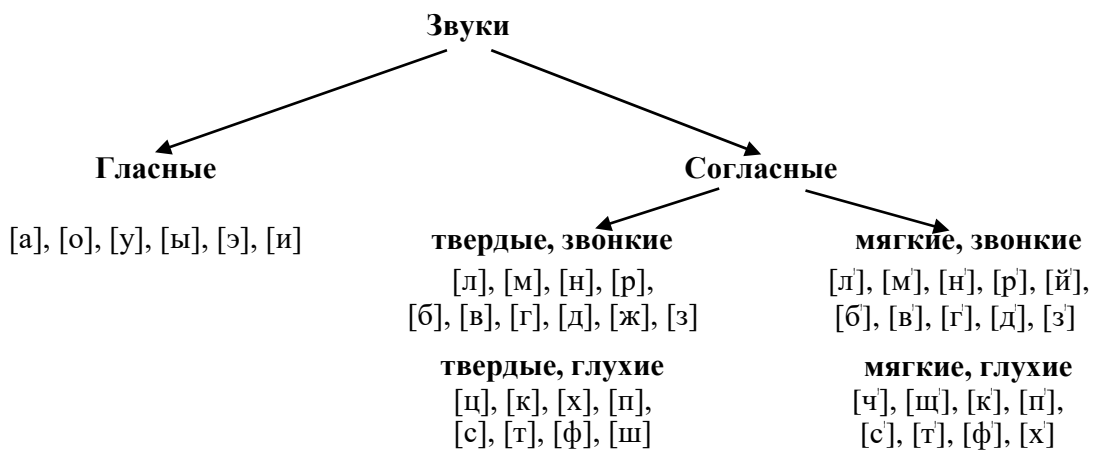 Звуки
Гласные
Согласные
[а], [о], [у], [ы], [э], [и]
твердые, звонкие
[л], [м], [н], [р],
[б], [в], [г], [д], [ж], [з]
твердые, глухие
[ц], [к], [х], [п],
[с], [т], [ф], [ш]
мягкие, звонкие
[л'], [м'], [н'], [р'], [й'],
[б'], [в'], [г'], [д'], [з']
мягкие, глухие
[ч'], [щ'], [к'], [п'],
[с'], [т'], [ф'], [х']